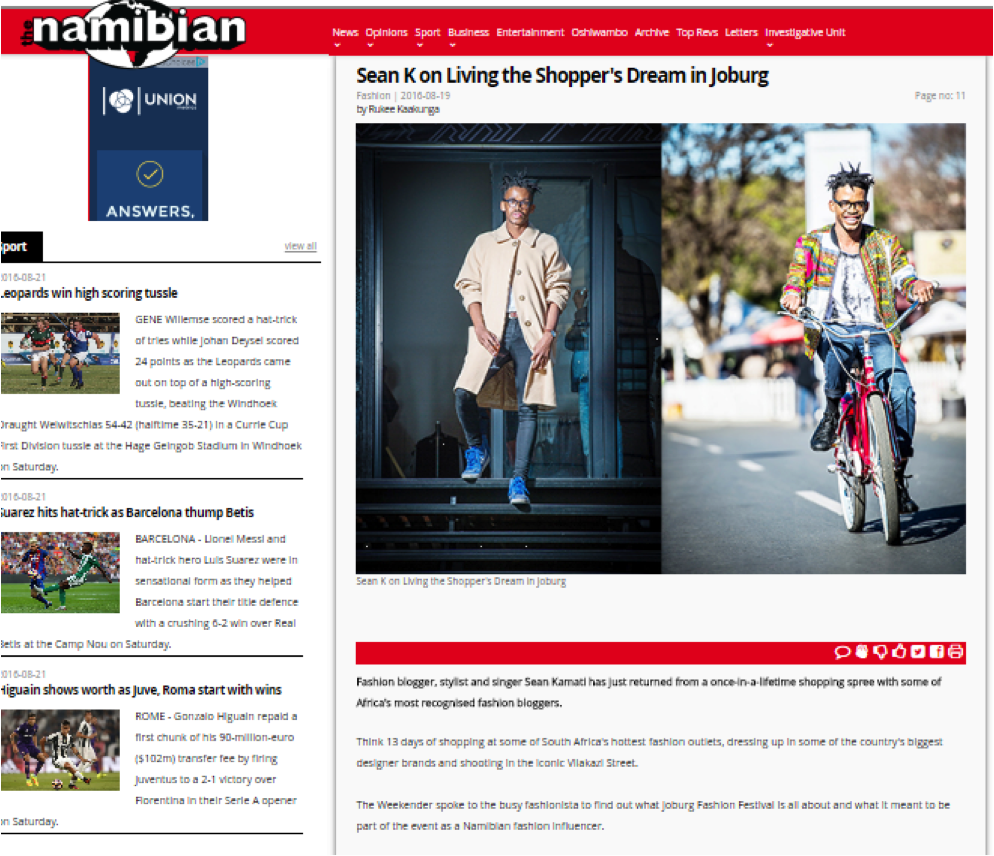 the namibian
News Opinions Sport Business Entertainment Oshiwambo Archive Top Revs Letters Investigative Unit
UNION
ANSWERS,
port
view all
016-08-21
Leopards win high scoring tussle
GENE Willemse scored a hat-trick
of tries while Johan Deysel scored
24 points as the Leopards came
out on top of a high-scoring
tussle, beating the Windhoek
Draught Welwitschias 54-42 (halftime 35-21) in a Currie Cup
First Division tussle at the Hage Geingob Stadium in Windhoek
on Saturday.
016-08-21
Suarez hits hat-trick as Barcelona thump Betis
BARCELONA - Lionel Messi and
hat-trick hero Luis Suarez were in
sensational form as they helped
Barcelona start their title defence
with a crushing 6-2 win over Real
Betis at the Camp Nou on Saturday.
016-08-21
Higuain shows worth as Juve, Roma start with wins
ROME - Gonzalo Higuain repaid a
first chunk of his 90-million-euro
($102m) transfer fee by firing
Juventus to a 2-1 victory over
Fiorentina in their Serie A opener
on Saturday.
Sean K on Living the Shopper's Dream in Joburg
Fashion | 2016-08-19
Page no: 11
by Rukee Kaakunga
Sean K on Living the Shopper's Dream in Joburg
Fashion blogger, stylist and singer Sean Kamati has just returned from a once-in-a-lifetime shopping spree with some of
Africa's most recognised fashion bloggers.
Think 13 days of shopping at some of South Africa's hottest fashion outlets, dressing up in some of the country's biggest
designer brands and shooting in the iconic Vilakazi Street.
The Weekender spoke to the busy fashionista to find out what Joburg Fashion Festival is all about and what it meant to be
part of the event as a Namibian fashion influencer.